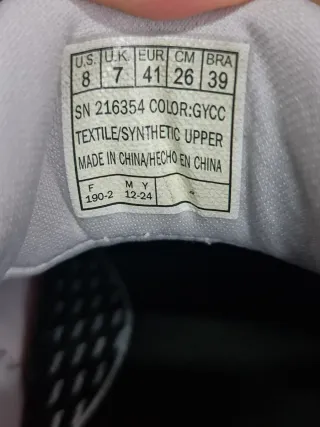 U.S. U.K. EUR CM BRA
8 7 41 26 39
SN 216354 COLOR:GYCC
TEXTILE/SYNTHETIC UPPER
MADE IN CHINA/HECHO EN CHINA
F M Y
190-2 12-24